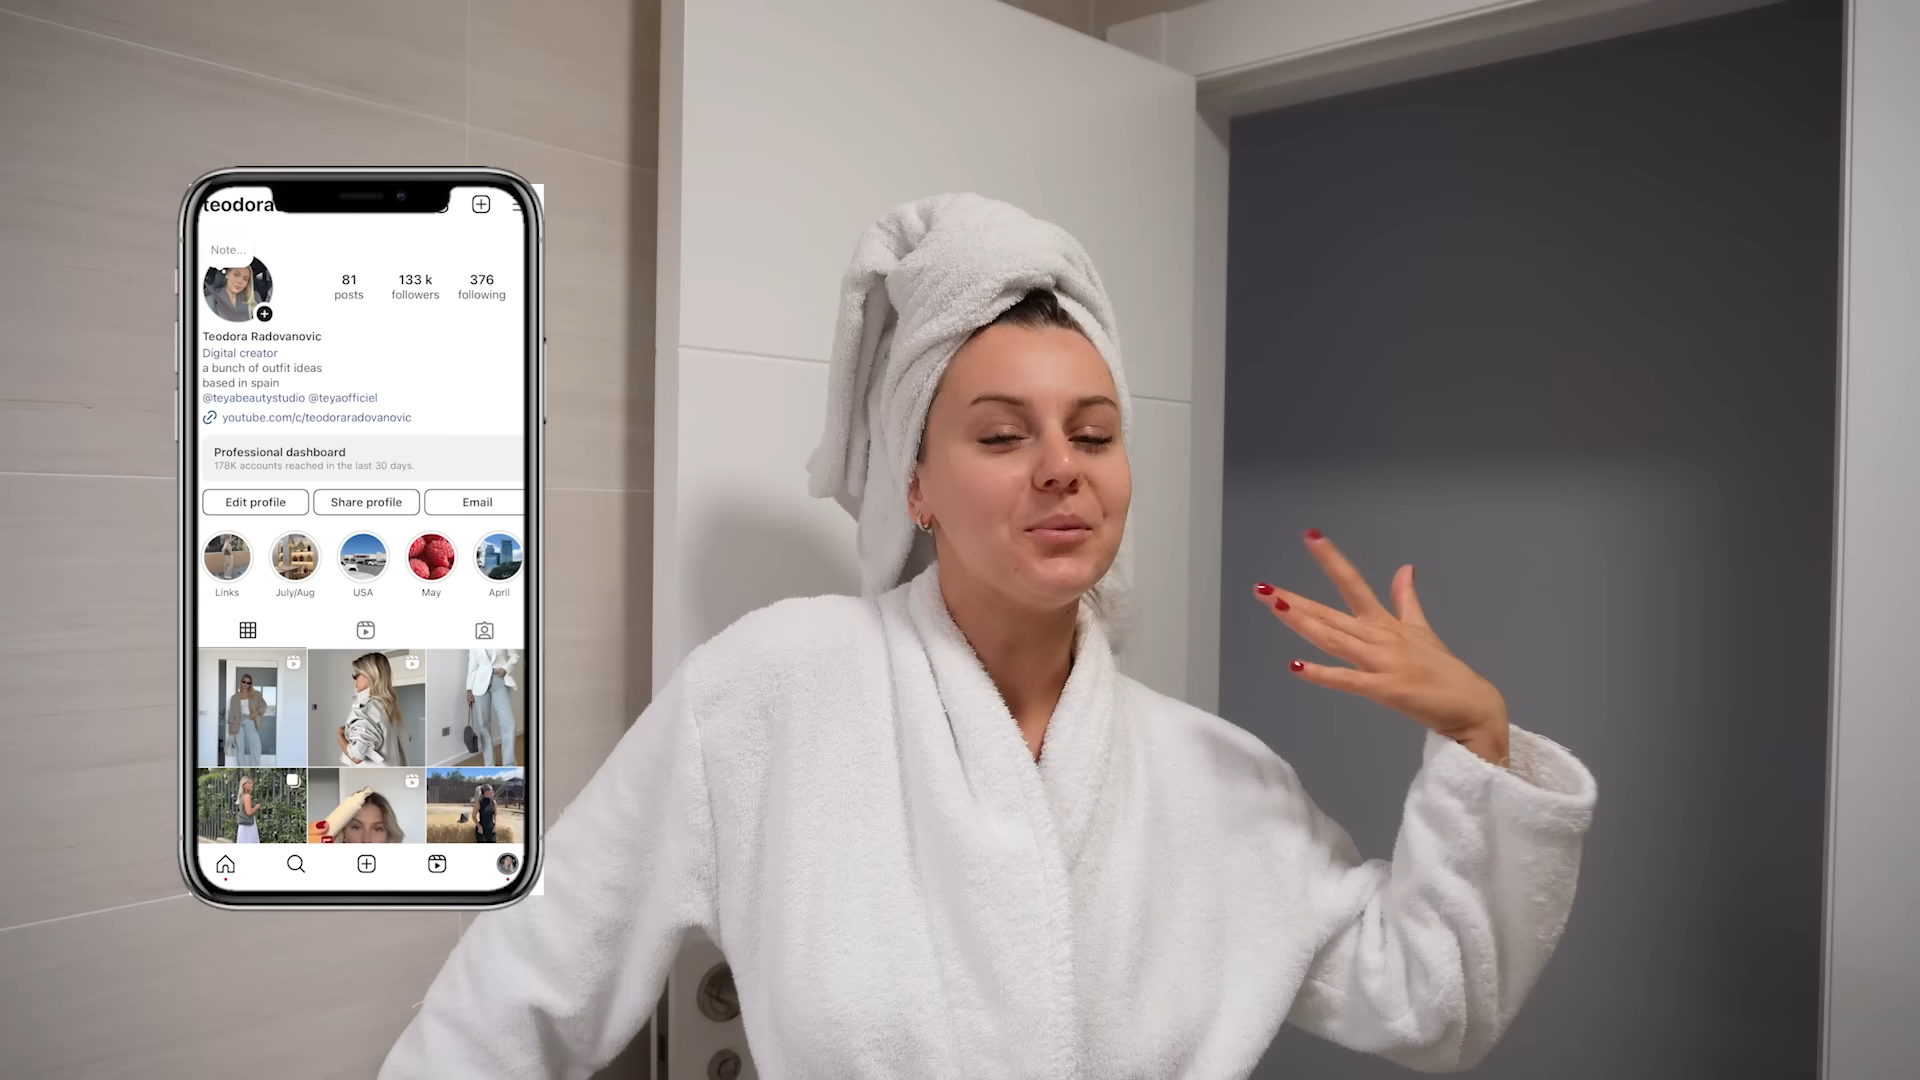 teodora
Note...
81 133 k 376
posts followers following
Teodora Radovanovic
Digital creator
a bunch of outfit ideas
based in spain
@teyabeautystudio @teyaofficiel
youtube.com/c/teodoraradovanovic
Professional dashboard
178K accounts reached in the last 30 days.
Edit profile Share profile Email
Links July/Aug USA May April